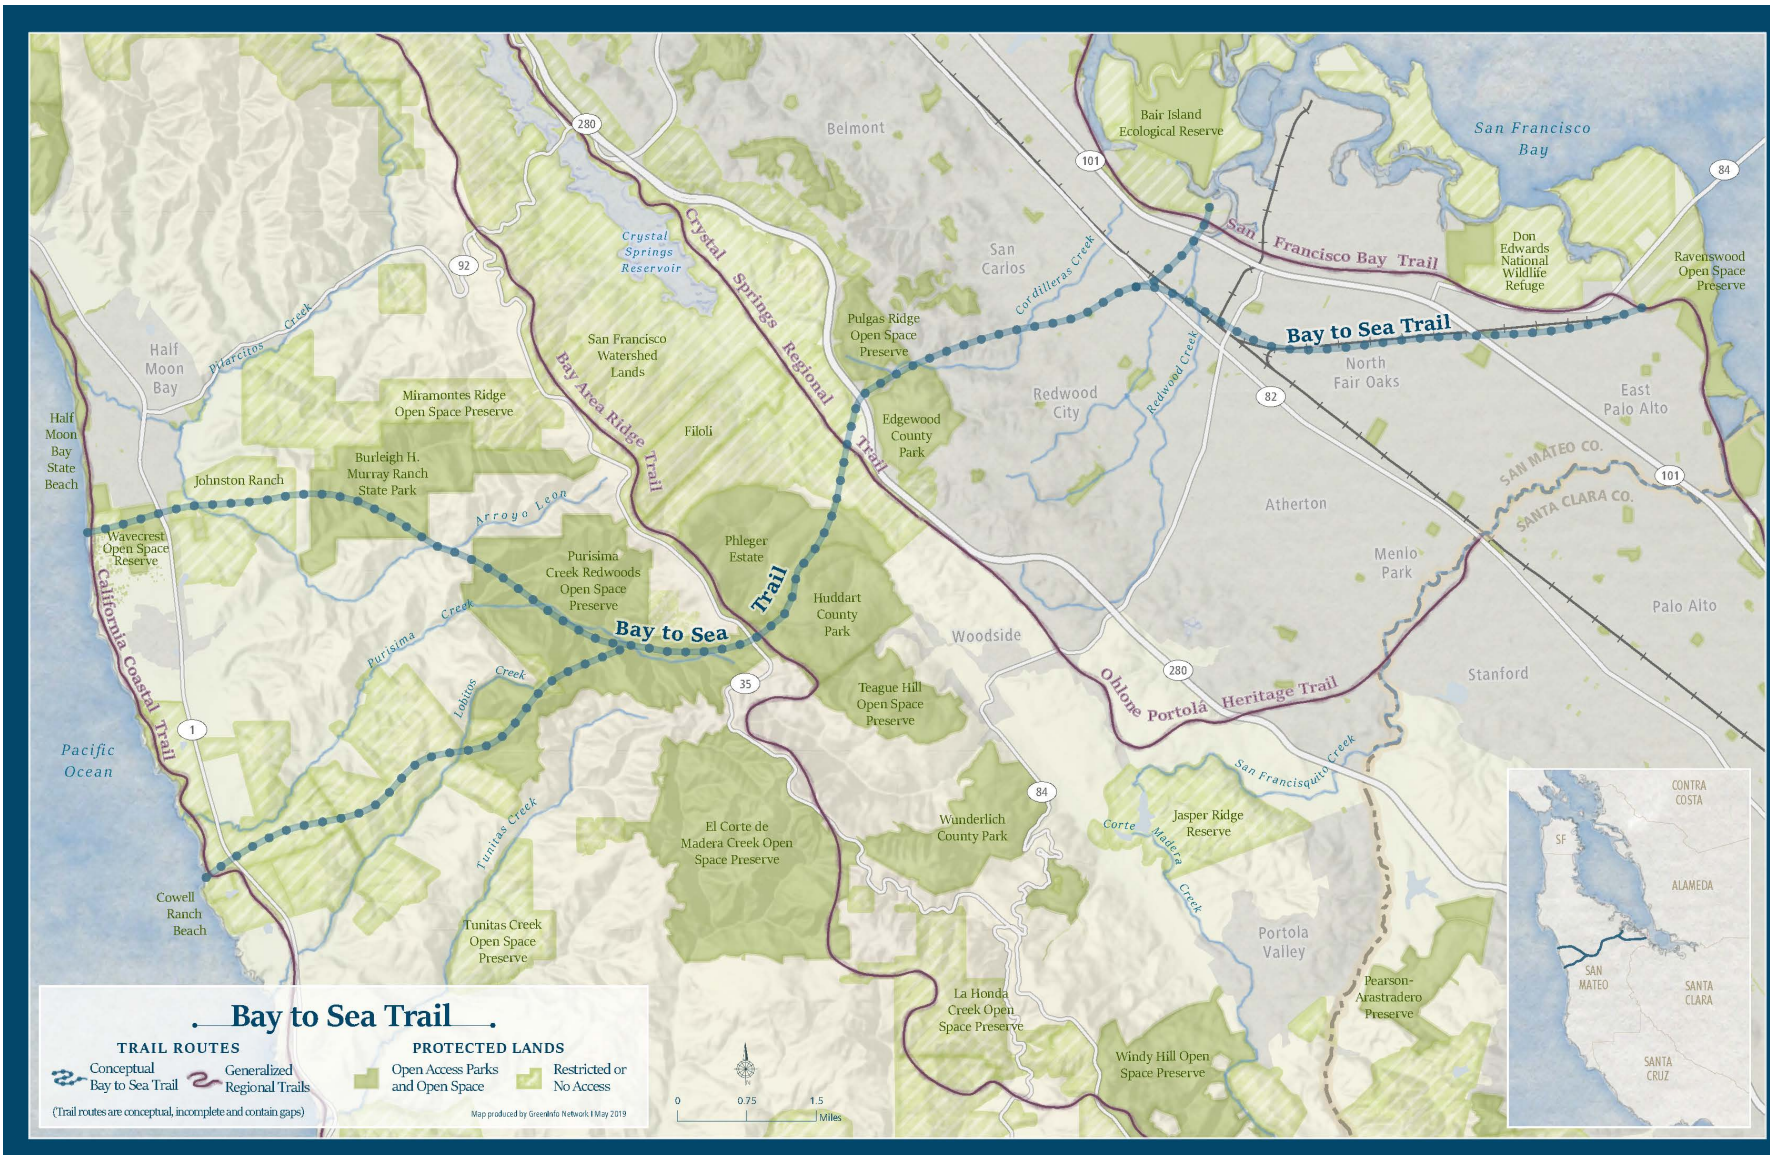 Bair Island
Ecological Reserve
San Francisco
Bay
Belmont
280
101
84
San Francisco Bay Trail
Don
Edwards
National
Wildlife
Refuge
Ravenswood
Open Space
Preserve
Crystal
Springs
Reservoir
Crystal Springs Regional Trail
San
Carlos
Cordilleras Creek
92
Pilarcitos Creek
Half
Moon
Bay
San Francisco
Watershed
Lands
Pulgas Ridge
Open Space
Preserve
Bay to Sea Trail
North
Fair Oaks
Redwood Creek
Redwood
City
82
East
Palo Alto
Miramontes Ridge
Open Space Preserve
Bay Area Ridge Trail
Filoli
Edgewood
County
Park
Half
Moon
Bay
State
Beach
Burleigh H.
Murray Ranch
State Park
Johnston Ranch
Arroyo Leon
SAN MATEO CO.
SANTA CLARA CO.
101
Atherton
Wavecrest
Open Space
Reserve
Phleger
Estate
Purisima
Creek Redwoods
Open Space
Preserve
Menlo
Park
Palo Alto
Huddart
County
Park
Bay to Sea Trail
Purisima Creek
Woodside
California Coastal Trail
Lobitos Creek
35
Teague Hill
Open Space
Preserve
280
Stanford
Ohlone Portolá Heritage Trail
1
Pacific
Ocean
San Francisquito Creek
84
Tunitas Creek
El Corte de
Madera Creek Open
Space Preserve
Wunderlich
County Park
Jasper Ridge
Reserve
Corte Madera Creek
Cowell
Ranch
Beach
Tunitas Creek
Open Space
Preserve
Portola
Valley
Pearson-
Arastradero
Preserve
La Honda
Creek Open
Space Preserve
Windy Hill Open
Space Preserve
CONTRA
COSTA
SF
ALAMEDA
SAN
MATEO
SANTA
CLARA
SANTA
CRUZ
Bay to Sea Trail
TRAIL ROUTES
PROTECTED LANDS
Conceptual
Bay to Sea Trail
Generalized
Regional Trails
Open Access Parks
and Open Space
Restricted or
No Access
(Trail routes are conceptual, incomplete and contain gaps)
Map produced by GreenInfo Network | May 2019
N
0 0.75 1.5
Miles